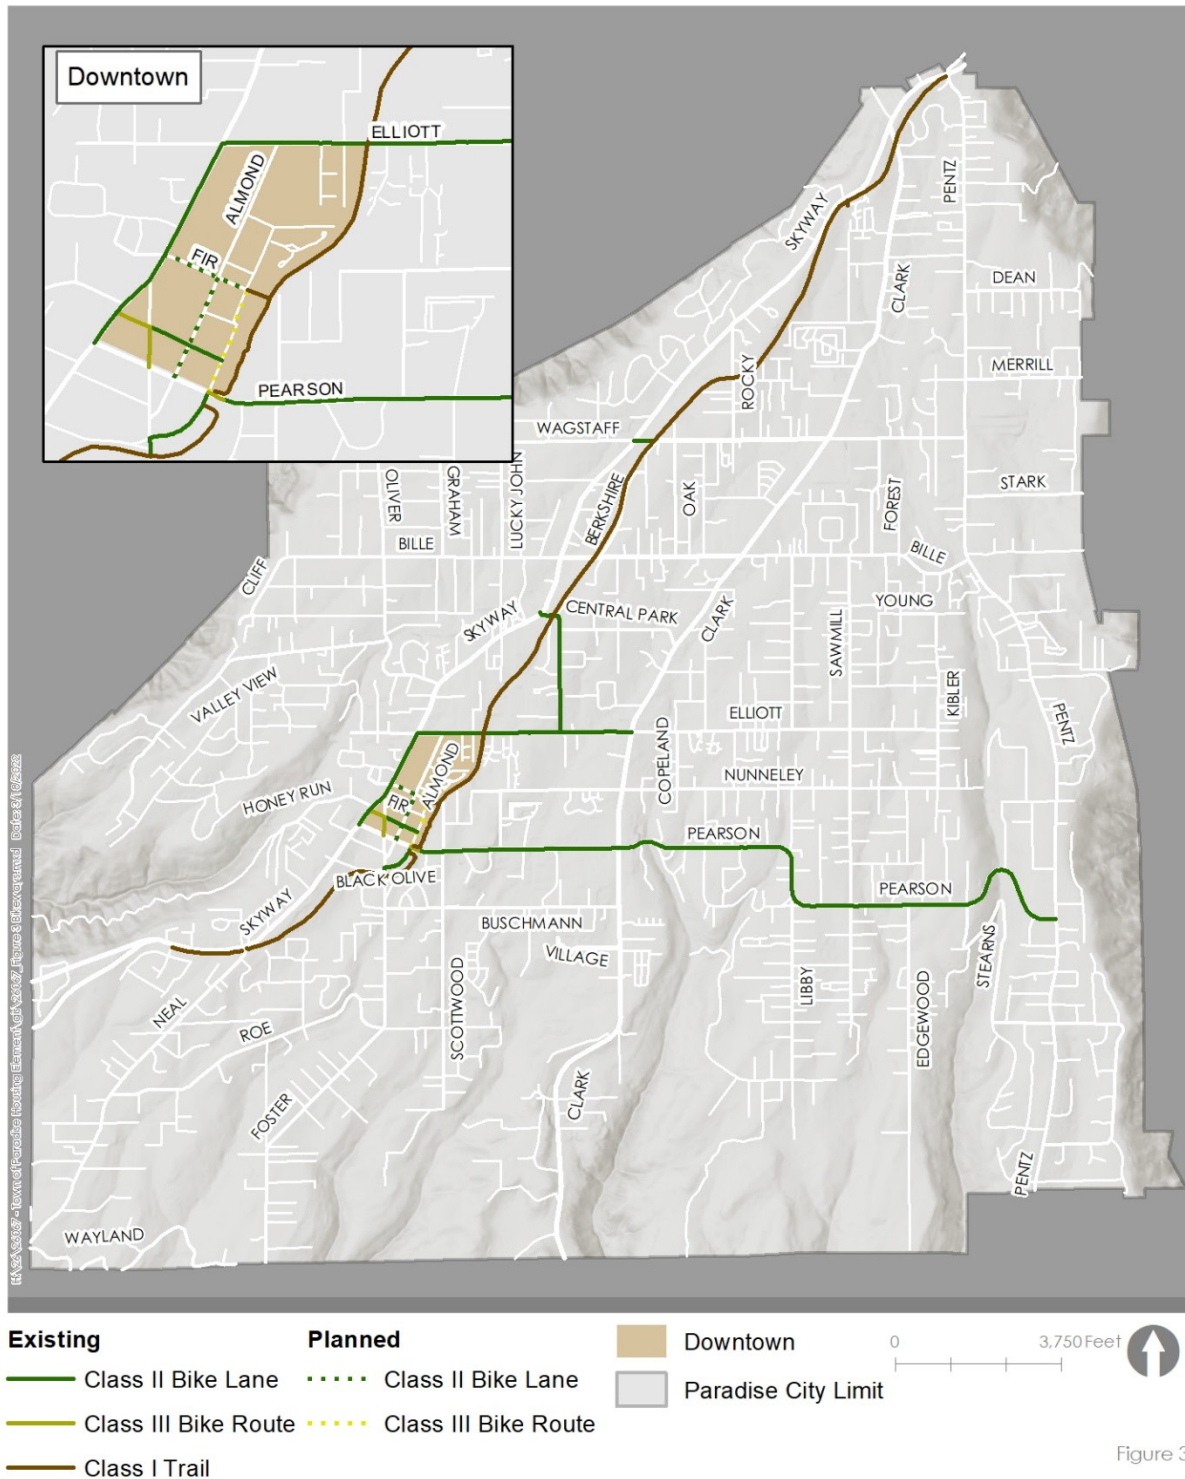 Downtown
ELLIOTT
ALMOND
FIR
PEARSON
SKYWAY
PENTZ
CLARK
DEAN
MERRILL
ROCKY
WAGSTAFF
STARK
OLIVER
GRAHAM
LUCKY JOHN
BERKSHIRE
OAK
FOREST
BILLE
BILLE
CLIFF
YOUNG
SKYWAY
CENTRAL PARK
CLARK
SAWMILL
VALLEY VIEW
KIBLER
PENTZ
ELLIOTT
COPELAND
ALMOND
NUNNELEY
HONEY RUN
FIR
PEARSON
BLACK OLIVE
PEARSON
SKYWAY
BUSCHMANN
VILLAGE
STEARNS
SCOTTWOOD
LIBBY
EDGEWOOD
NEAL
ROE
CLARK
FOSTER
PENTZ
WAYLAND
Existing
Class II Bike Lane
Class III Bike Route
Class I Trail
Planned
Class II Bike Lane
Class III Bike Route
Downtown
Paradise City Limit
0 3,750 Feet
Figure 3